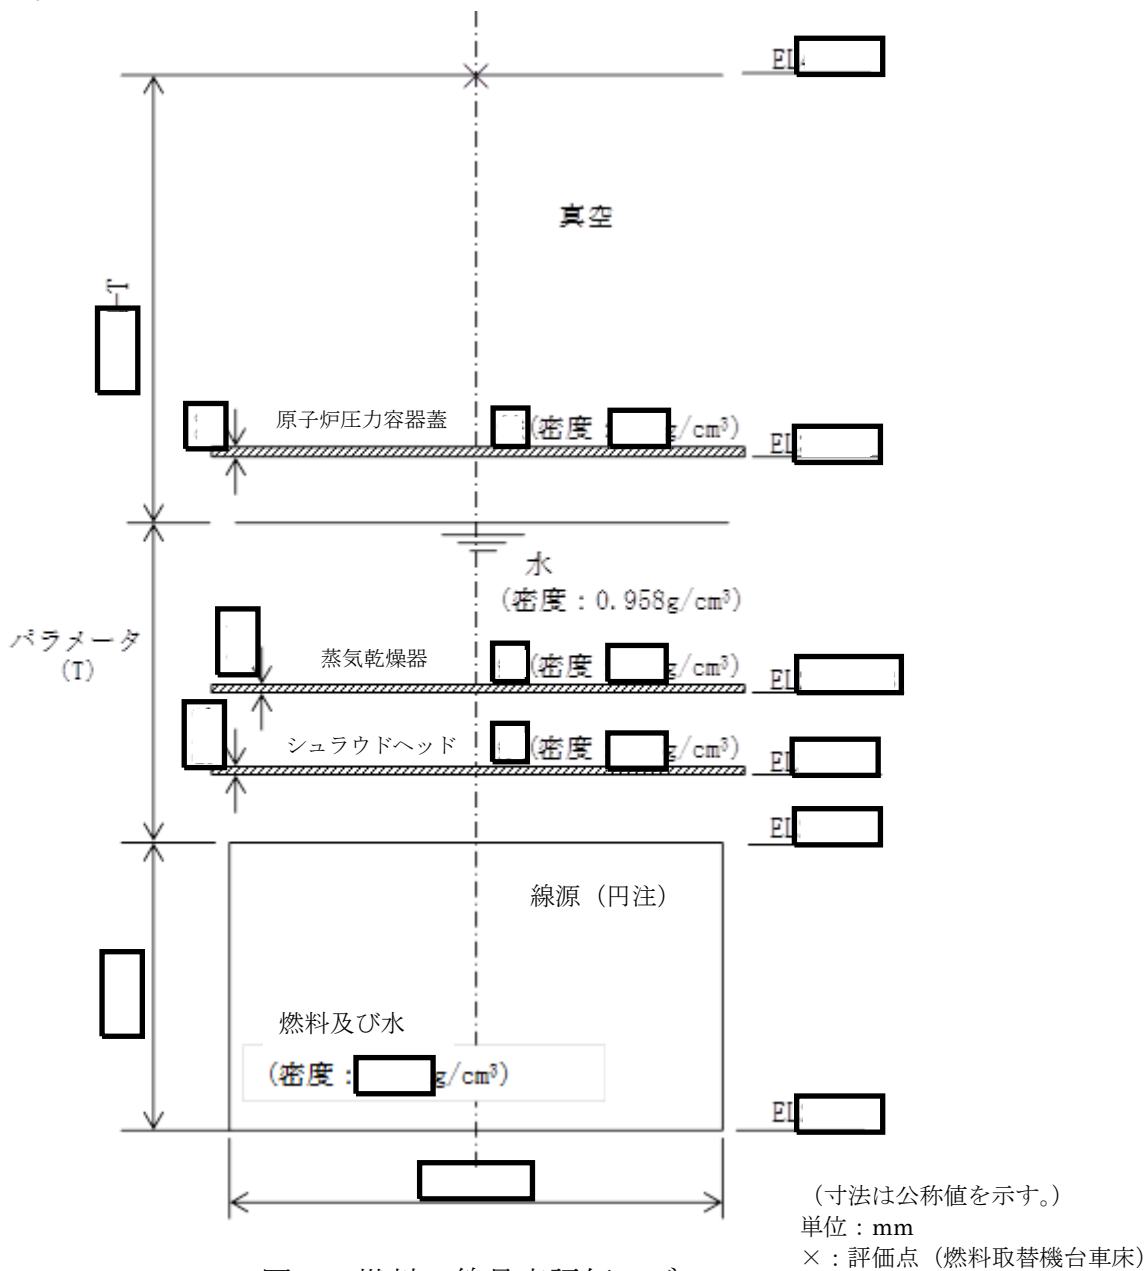 EL
真空
-T
原子炉圧力容器蓋
(密度: g/cm³)
EL
水
(密度:0.958g/cm³)
パラメータ
(T)
蒸気乾燥器
(密度 g/cm³)
EL
シュラウドヘッド
(密度 g/cm³)
EL
EL
線源(円注)
燃料及び水
(密度: g/cm³)
EL
(寸法は公称値を示す。)
単位:mm
×:評価点(燃料取替機台車床)